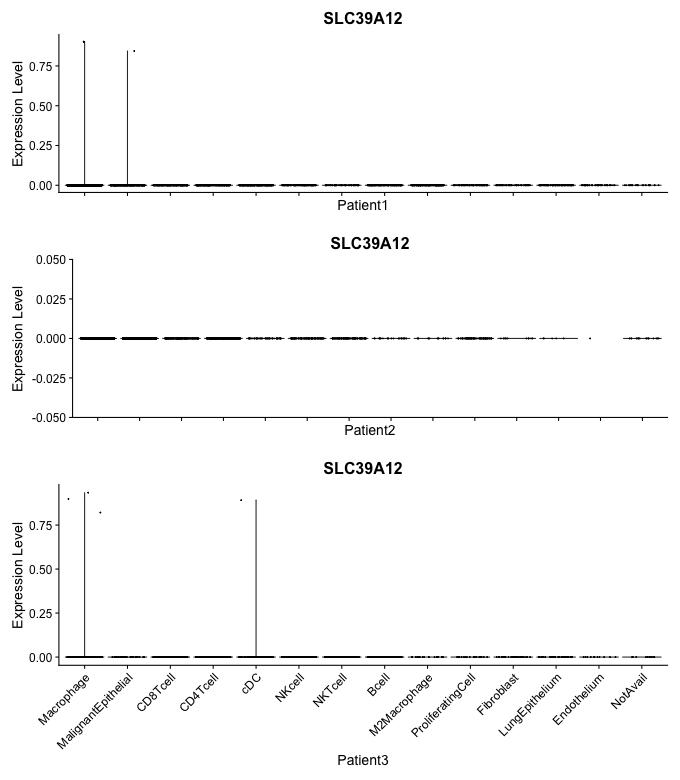 SLC39A12
Expression Level
0.75
0.50
0.25
0.00
Patient1
SLC39A12
Expression Level
0.050
0.025
0.000
-0.025
-0.050
Patient2
SLC39A12
Expression Level
0.75
0.50
0.25
0.00
Macrophage
MalignantEpithelial
CD8Tcell
CD4Tcell
cDC
NKcell
NKTcell
Bcell
M2Macrophage
ProliferatingCell
Fibroblast
LungEpithelium
Endothelium
NotAvail
Patient3